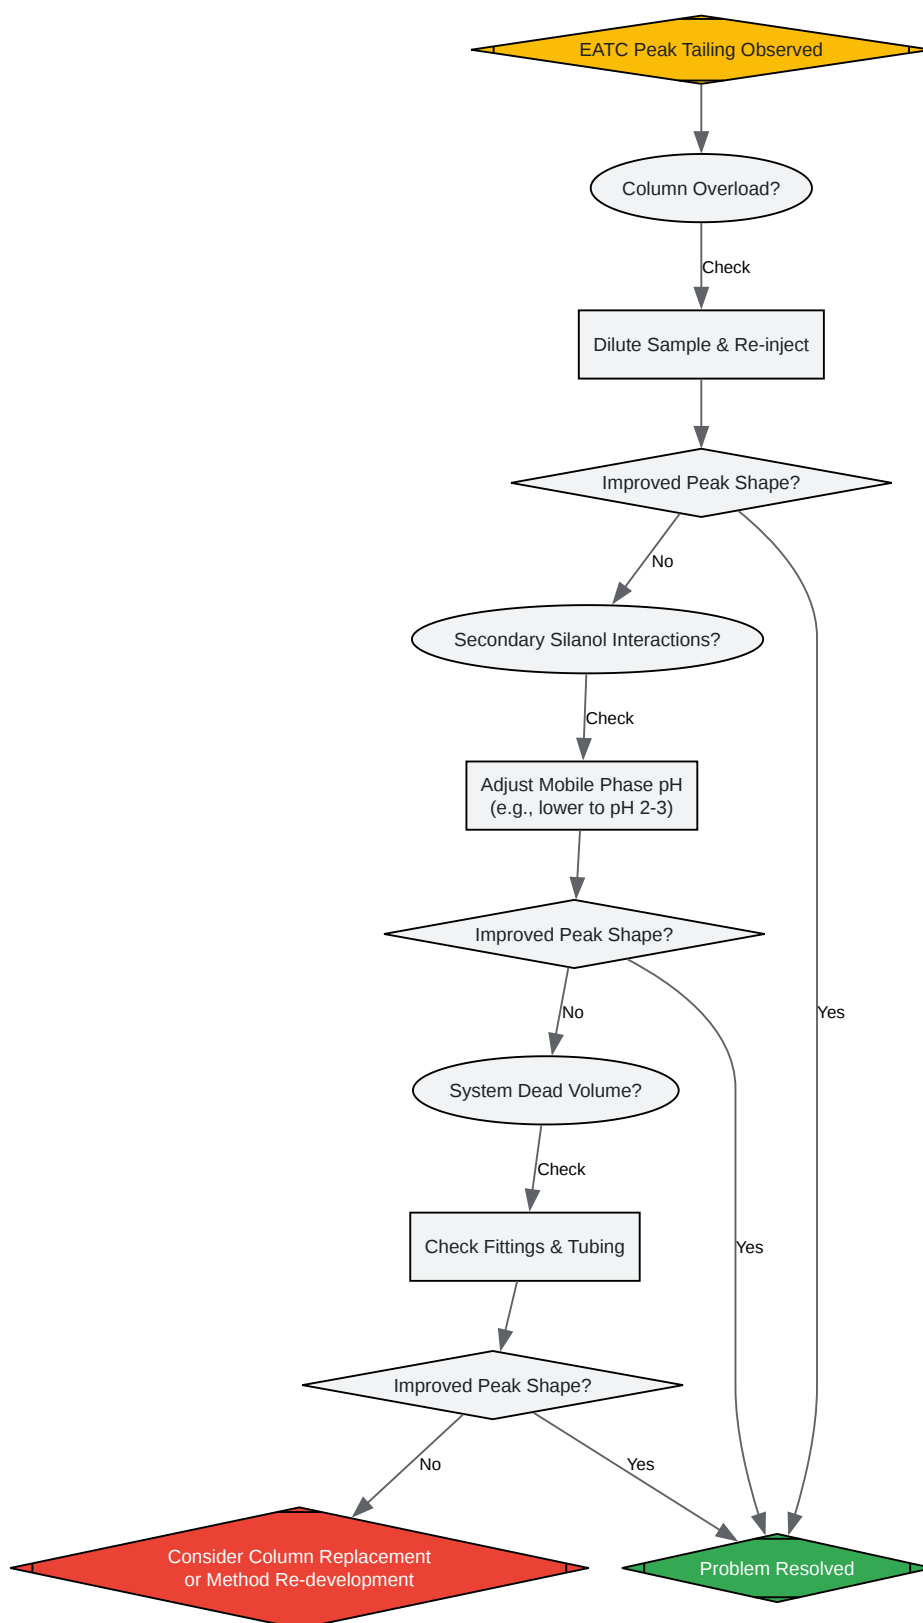 EATC Peak Tailing Observed
Column Overload?
Check
Dilute Sample & Re-inject
Improved Peak Shape?
No
Secondary Silanol Interactions?
Check
Adjust Mobile Phase pH
(e.g., lower to pH 2-3)
Improved Peak Shape?
No
Yes
System Dead Volume?
Check
Yes
Check Fittings & Tubing
Improved Peak Shape?
No
Yes
Consider Column Replacement
or Method Re-development
Problem Resolved